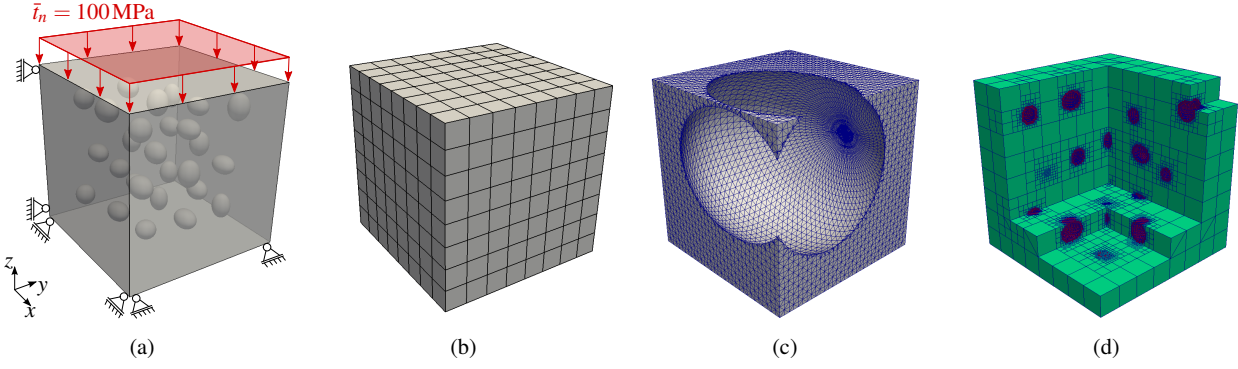 t̄ₙ = 100 MPa
z
y
x
(a)
(b)
(c)
(d)